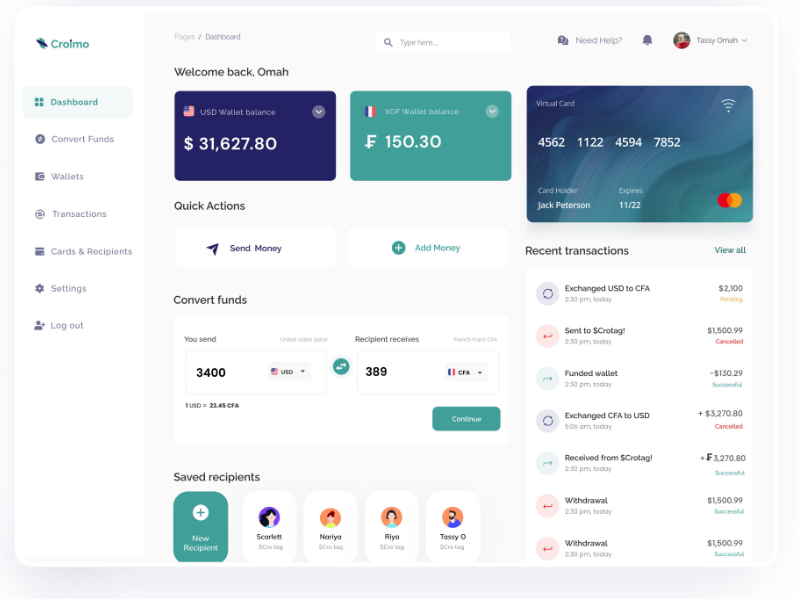 Croimo
Pages / Dashboard
Type here...
Need Help?
Tassy Omah
Dashboard
Convert Funds
Wallets
Transactions
Cards & Recipients
Settings
Log out
Welcome back, Omah
USD Wallet balance
$ 31,627.80
XOF Wallet balance
₣ 150.30
Quick Actions
Send Money
Add Money
Convert funds
You send
United states dollar
3400
USD
Recipient receives
French Franc CFA
389
CFA
1 USD = 23.45 CFA
Continue
Saved recipients
New
Recipient
Scarlett
$Cro tag
Nariya
$Cro tag
Riya
$Cro tag
Tassy O
$Cro tag
Virtual Card
4562 1122 4594 7852
Card Holder
Jack Peterson
Expires
11/22
Recent transactions
View all
Exchanged USD to CFA
$2,100
2:30 pm, today
Pending
Sent to $Crotag!
$1,500.99
2:30 pm, today
Cancelled
Funded wallet
-$130.29
2:30 pm, today
Successful
Exchanged CFA to USD
+ $3,270.80
5:06 am, today
Cancelled
Received from $Crotag!
+₣3,270.80
2:30 pm, today
Successful
Withdrawal
$1,500.99
2:30 pm, today
Successful
Withdrawal
$1,500.99
2:30 pm, today
Successful